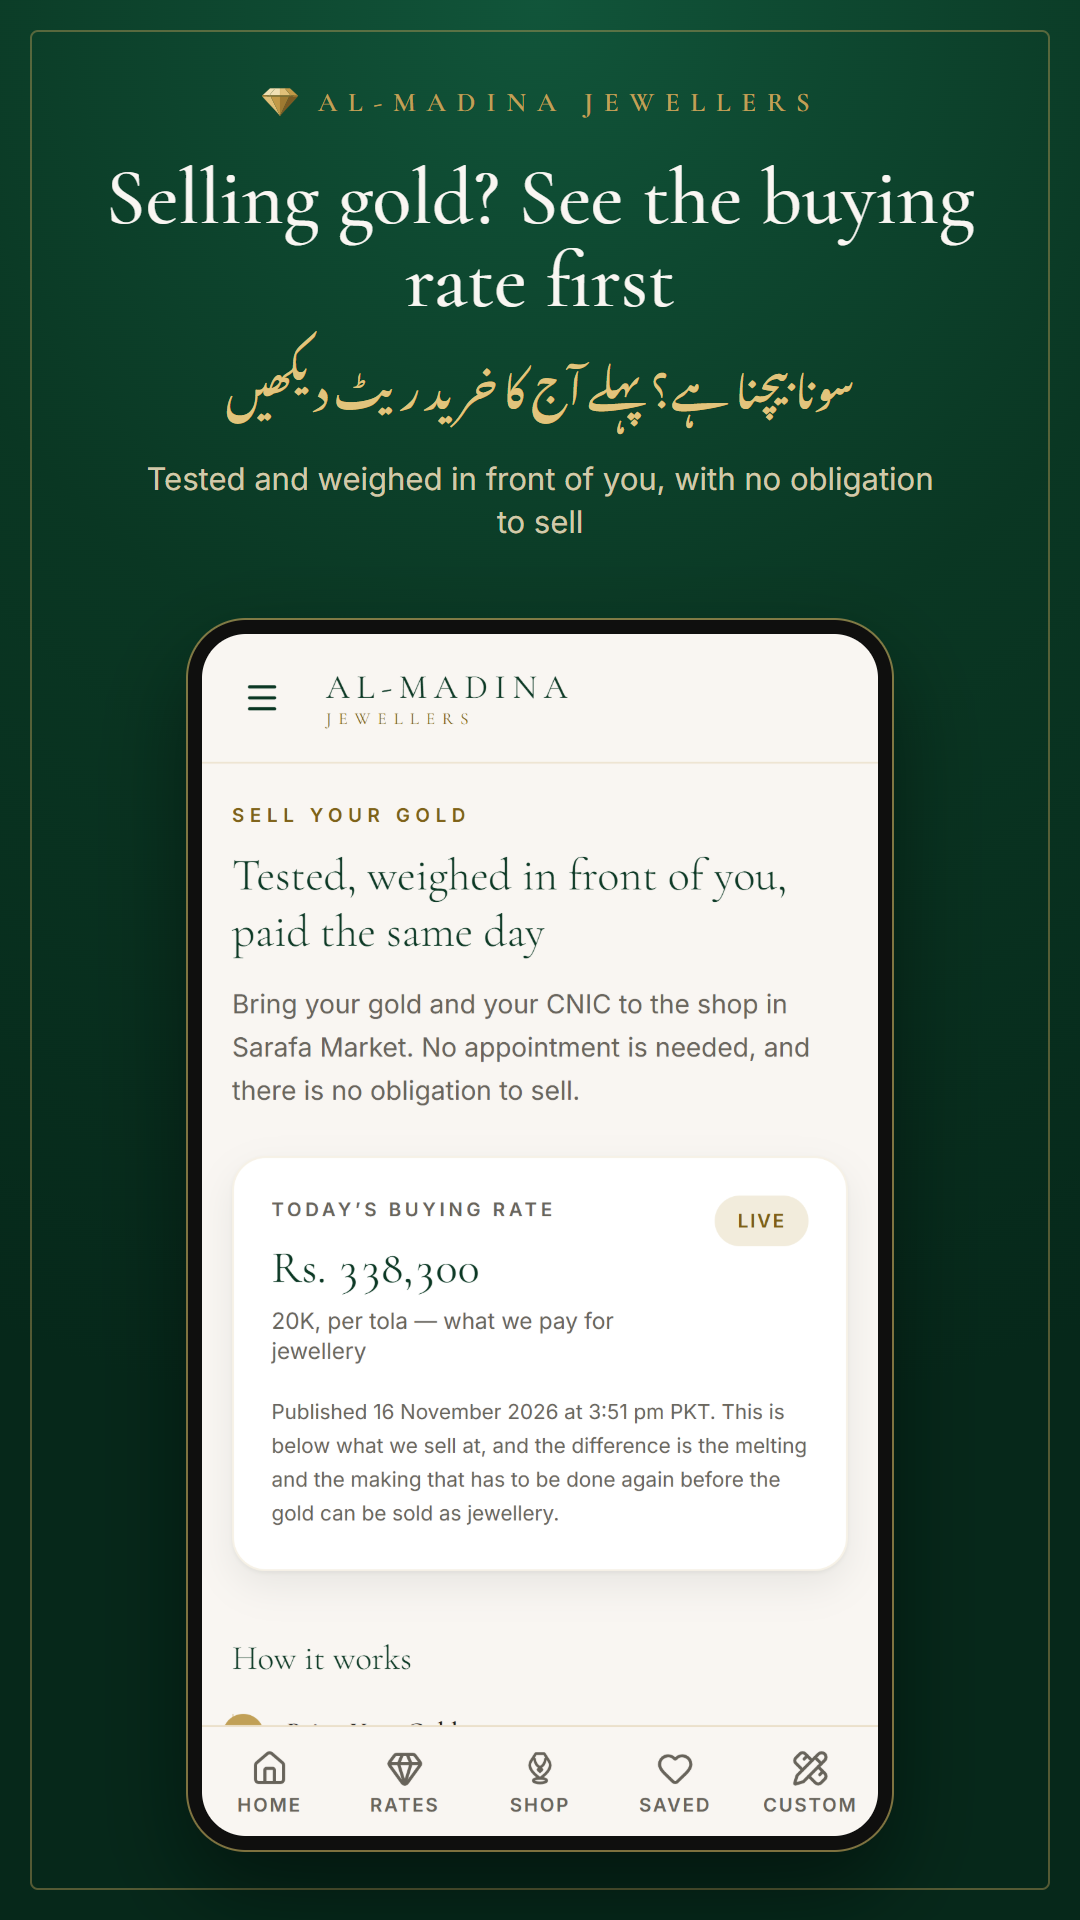 AL-MADINA JEWELLERS
Selling gold? See the buying
rate first
سونا بیچنا ہے؟ پہلے آج کا خرید ریٹ دیکھیں
Tested and weighed in front of you, with no obligation
to sell
AL-MADINA
JEWELLERS
SELL YOUR GOLD
Tested, weighed in front of you,
paid the same day
Bring your gold and your CNIC to the shop in
Sarafa Market. No appointment is needed, and
there is no obligation to sell.
TODAY’S BUYING RATE
LIVE
Rs. 338,300
20K, per tola — what we pay for
jewellery
Published 16 November 2026 at 3:51 pm PKT. This is
below what we sell at, and the difference is the melting
and the making that has to be done again before the
gold can be sold as jewellery.
How it works
HOME RATES SHOP SAVED CUSTOM